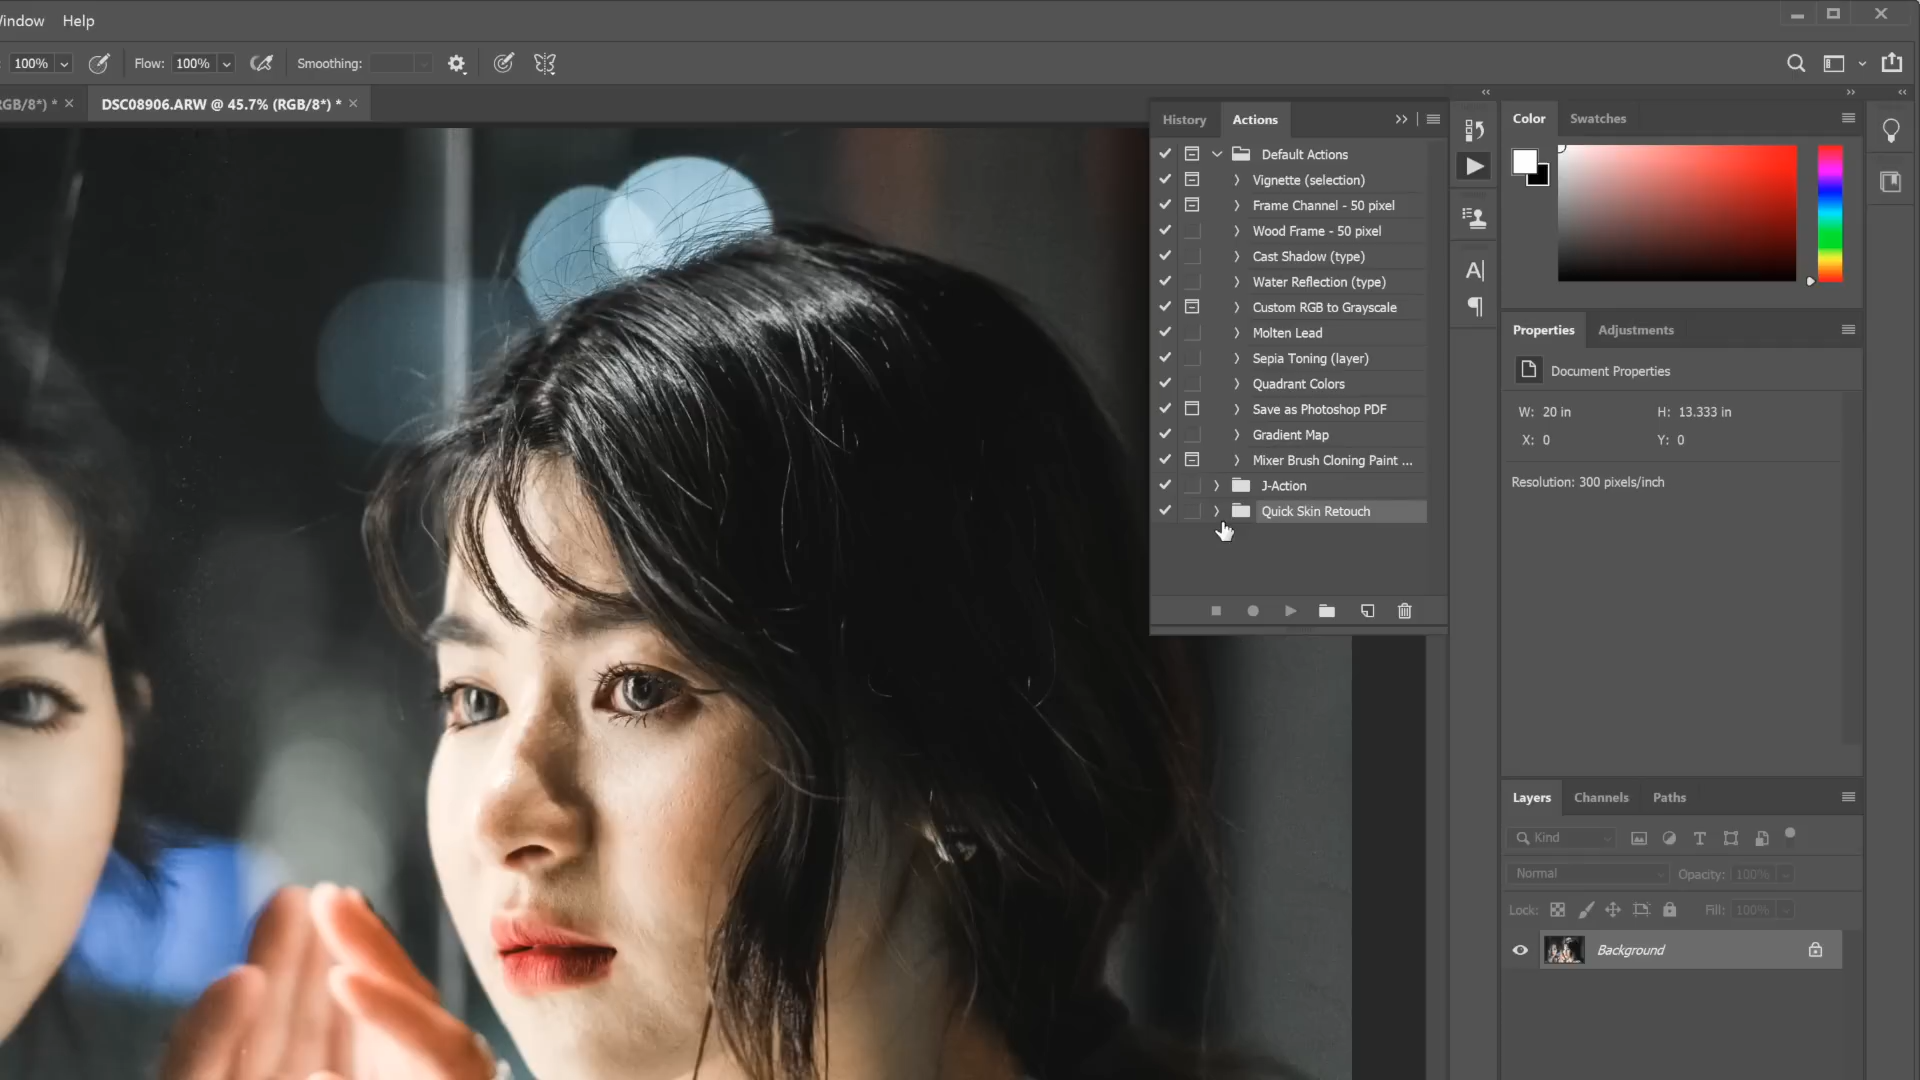 Window Help
100% Flow: 100% Smoothing:
RGB/8*) * × DSC08906.ARW @ 45.7% (RGB/8*) * ×
History Actions
Default Actions
Vignette (selection)
Frame Channel - 50 pixel
Wood Frame - 50 pixel
Cast Shadow (type)
Water Reflection (type)
Custom RGB to Grayscale
Molten Lead
Sepia Toning (layer)
Quadrant Colors
Save as Photoshop PDF
Gradient Map
Mixer Brush Cloning Paint ...
J-Action
Quick Skin Retouch
Color Swatches
Properties Adjustments
Document Properties
W: 20 in H: 13.333 in
X: 0 Y: 0
Resolution: 300 pixels/inch
Layers Channels Paths
Kind
Normal Opacity: 100%
Lock: Fill: 100%
Background